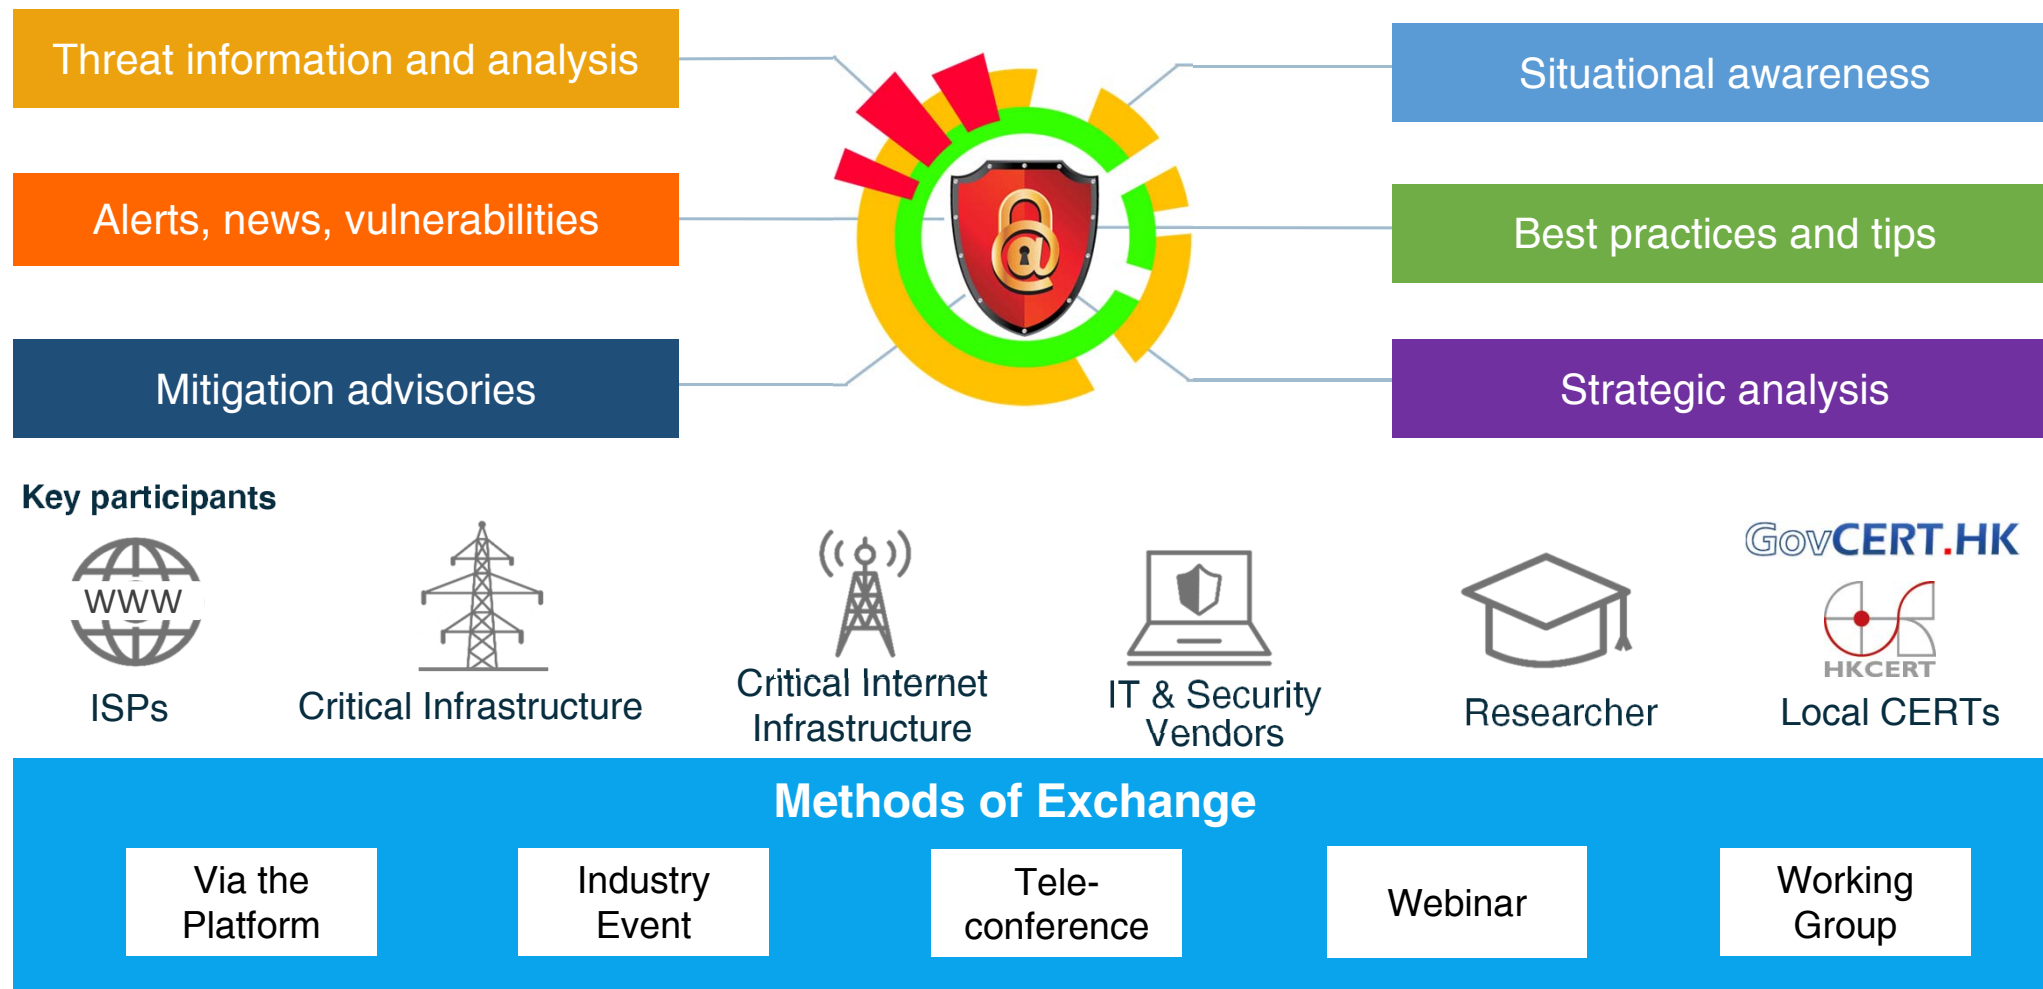 Threat information and analysis
Situational awareness
Alerts, news, vulnerabilities
Best practices and tips
Mitigation advisories
Strategic analysis
@
Key participants
WWW
ISPs
Critical Infrastructure
Critical Internet
Infrastructure
IT & Security
Vendors
Researcher
GovCERT.HK
HKCERT
Local CERTs
Methods of Exchange
Via the
Platform
Industry
Event
Tele-
conference
Webinar
Working
Group